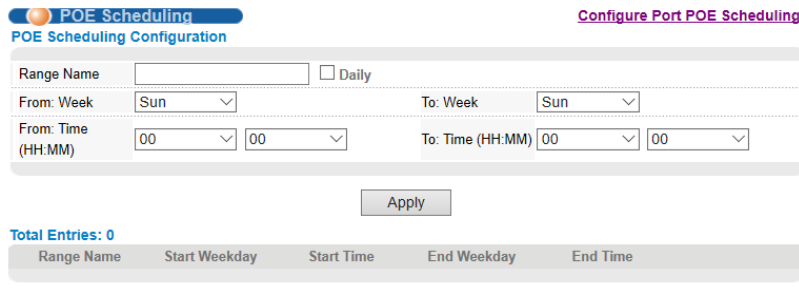 POE Scheduling Configure Port POE Scheduling
POE Scheduling Configuration
Range Name Daily
From: Week Sun To: Week Sun
From: Time (HH:MM) 00 00 To: Time (HH:MM) 00 00
Apply
Total Entries: 0
Range Name Start Weekday Start Time End Weekday End Time